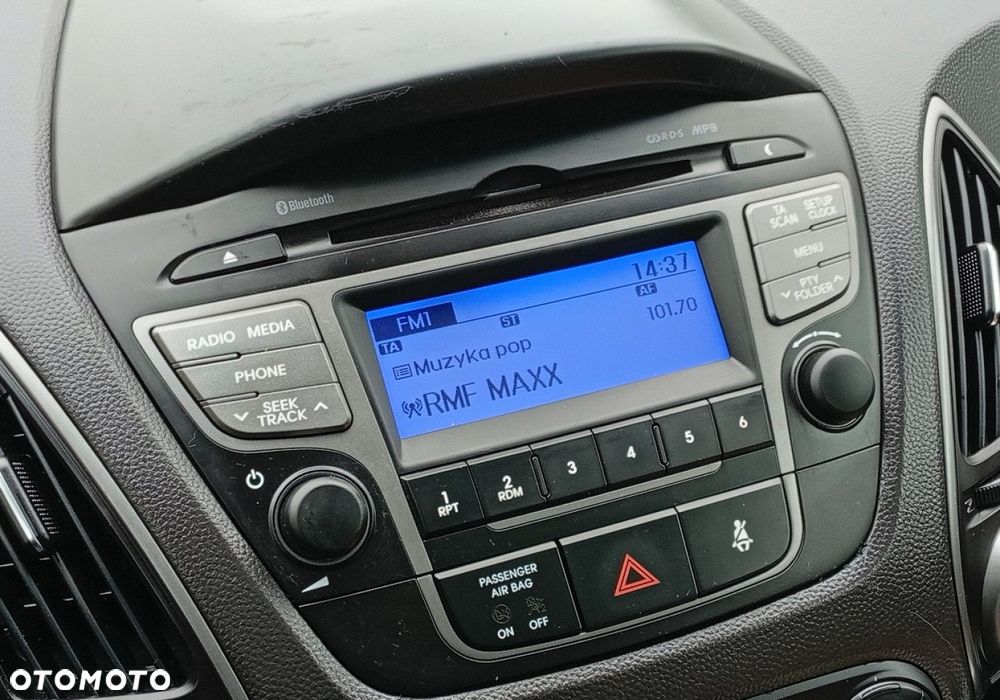 Bluetooth
R·D·S MP3
RADIO MEDIA
PHONE
SEEK
TRACK
TA
SCAN
SETUP
CLOCK
MENU
PTY
FOLDER
14:37
FM1 ST AF
TA 101.70
Muzyka pop
RMF MAXX
1
RPT
2
RDM
3
4
5
6
PASSENGER
AIR BAG
ON OFF
2
OTOMOTO